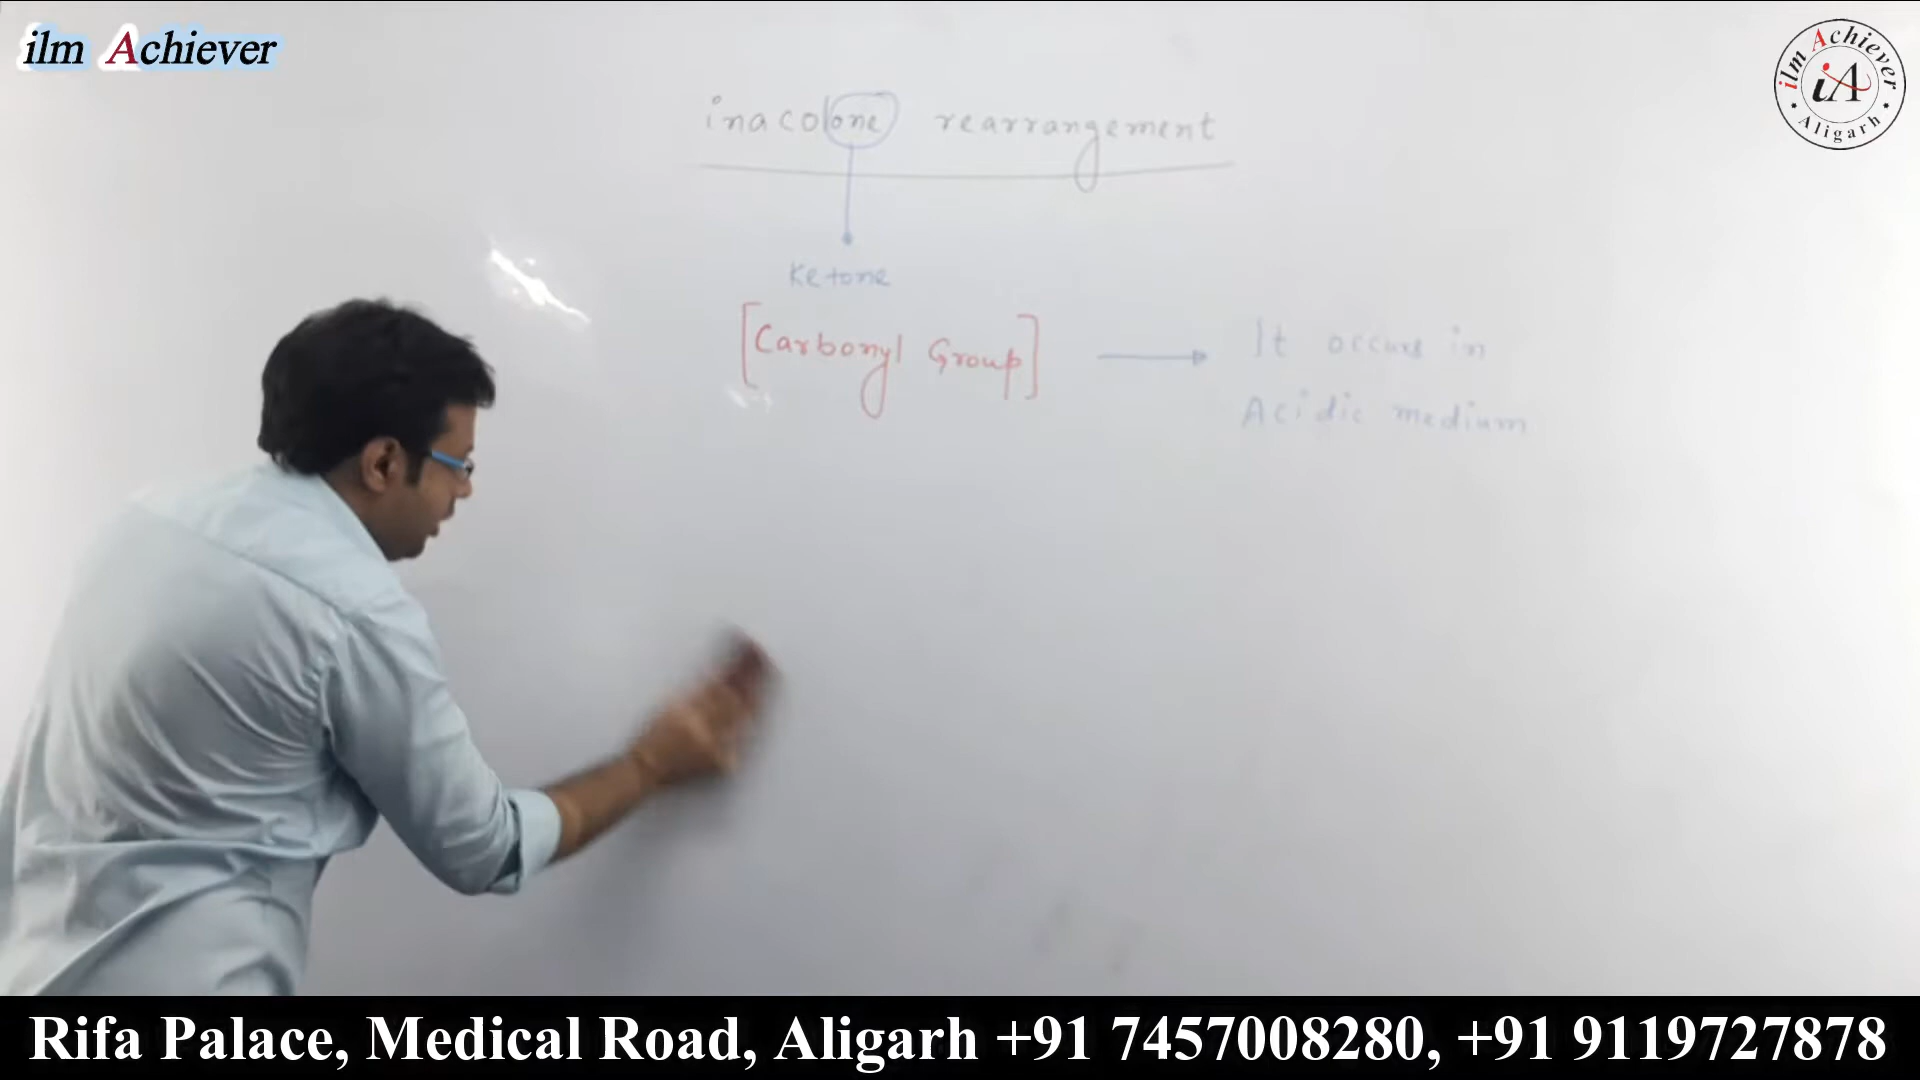 ilm Achiever
ilm Achiever
iA
Aligarh
inacolone rearrangement
Ketone
[Carbonyl Group]
It occurs in
Acidic medium
Rifa Palace, Medical Road, Aligarh +91 7457008280, +91 9119727878